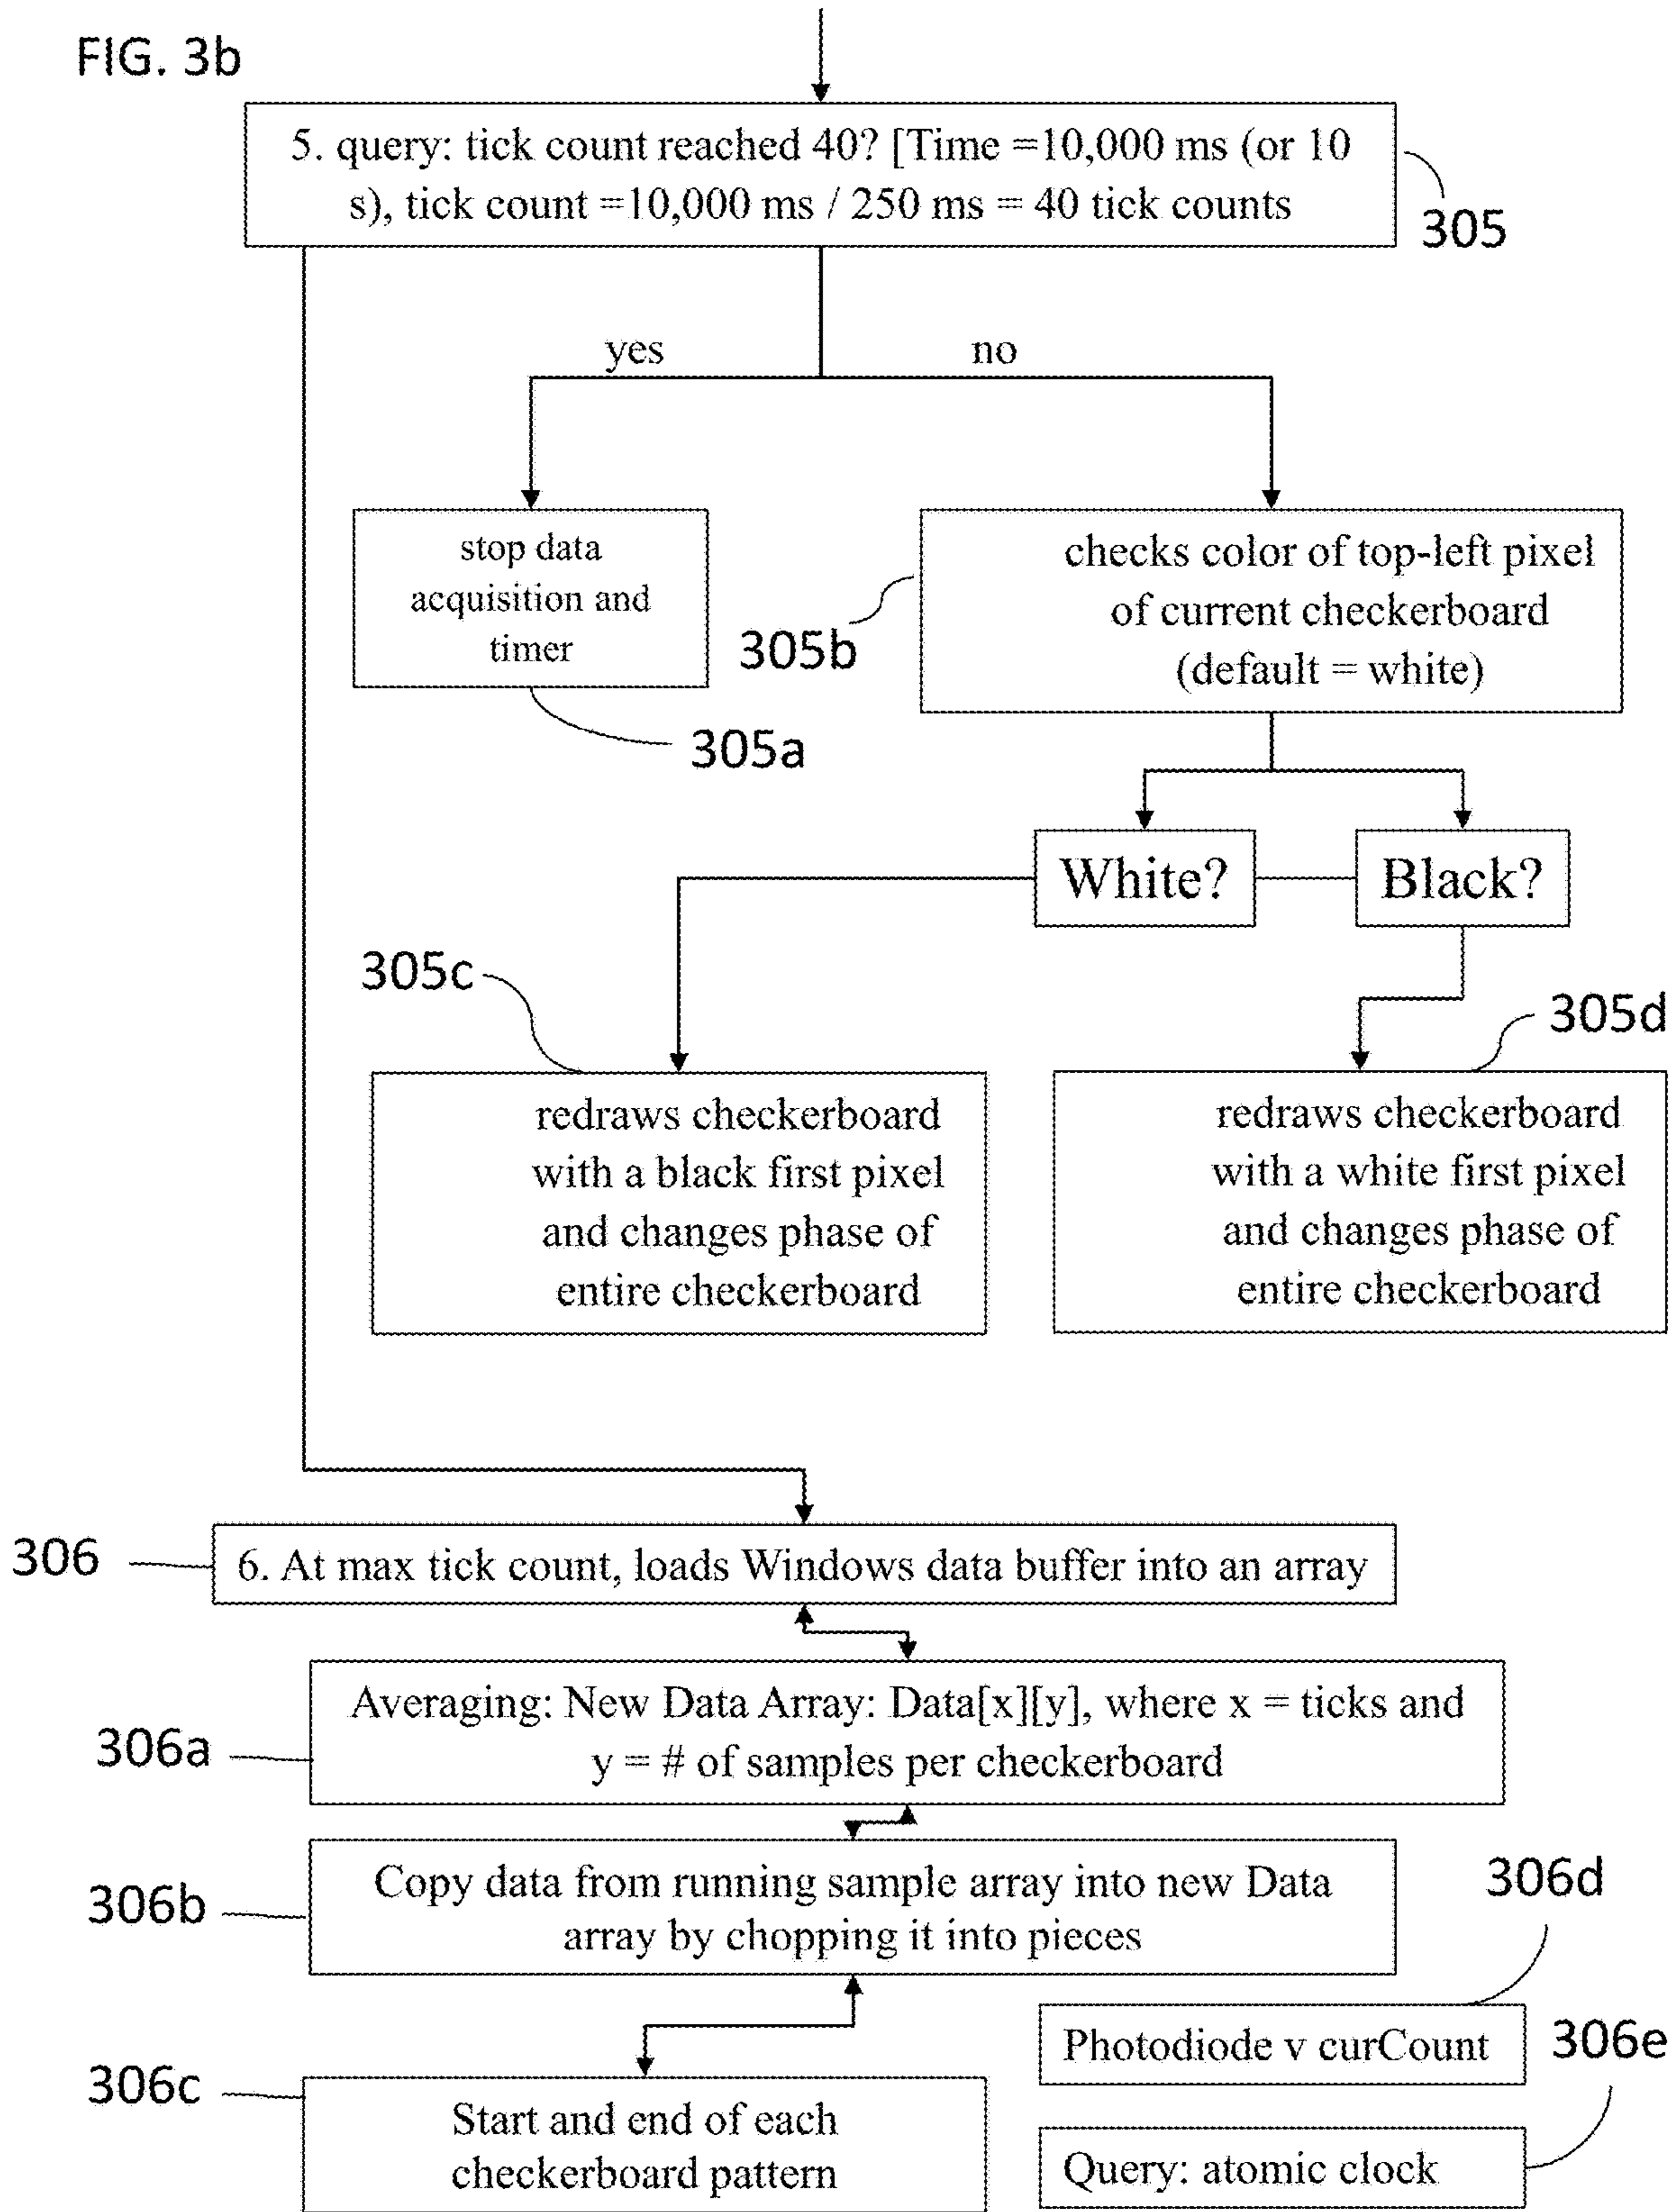 FIG. 3b
5. query: tick count reached 40? [Time =10,000 ms (or 10
s), tick count =10,000 ms / 250 ms = 40 tick counts
305
yes
no
stop data
acquisition and
timer
305a
checks color of top-left pixel
of current checkerboard
(default = white)
305b
White?
Black?
305c
305d
redraws checkerboard
with a black first pixel
and changes phase of
entire checkerboard
redraws checkerboard
with a white first pixel
and changes phase of
entire checkerboard
306
6. At max tick count, loads Windows data buffer into an array
Averaging: New Data Array: Data[x][y], where x = ticks and
y = # of samples per checkerboard
306a
Copy data from running sample array into new Data
array by chopping it into pieces
306b
306d
Photodiode v curCount
306e
306c
Start and end of each
checkerboard pattern
Query: atomic clock